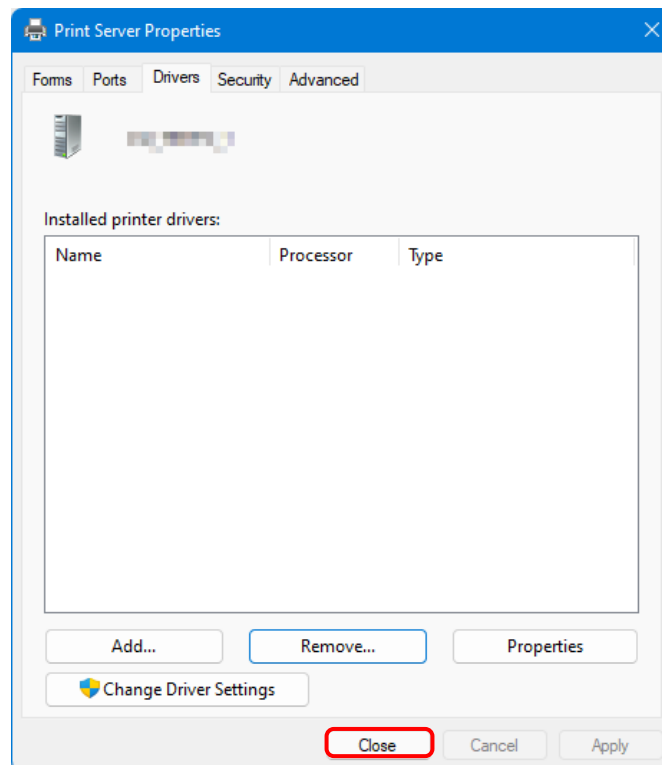 Print Server Properties
Forms Ports Drivers Security Advanced
Installed printer drivers:
Name Processor Type
Add... Remove... Properties
Change Driver Settings
Close Cancel Apply